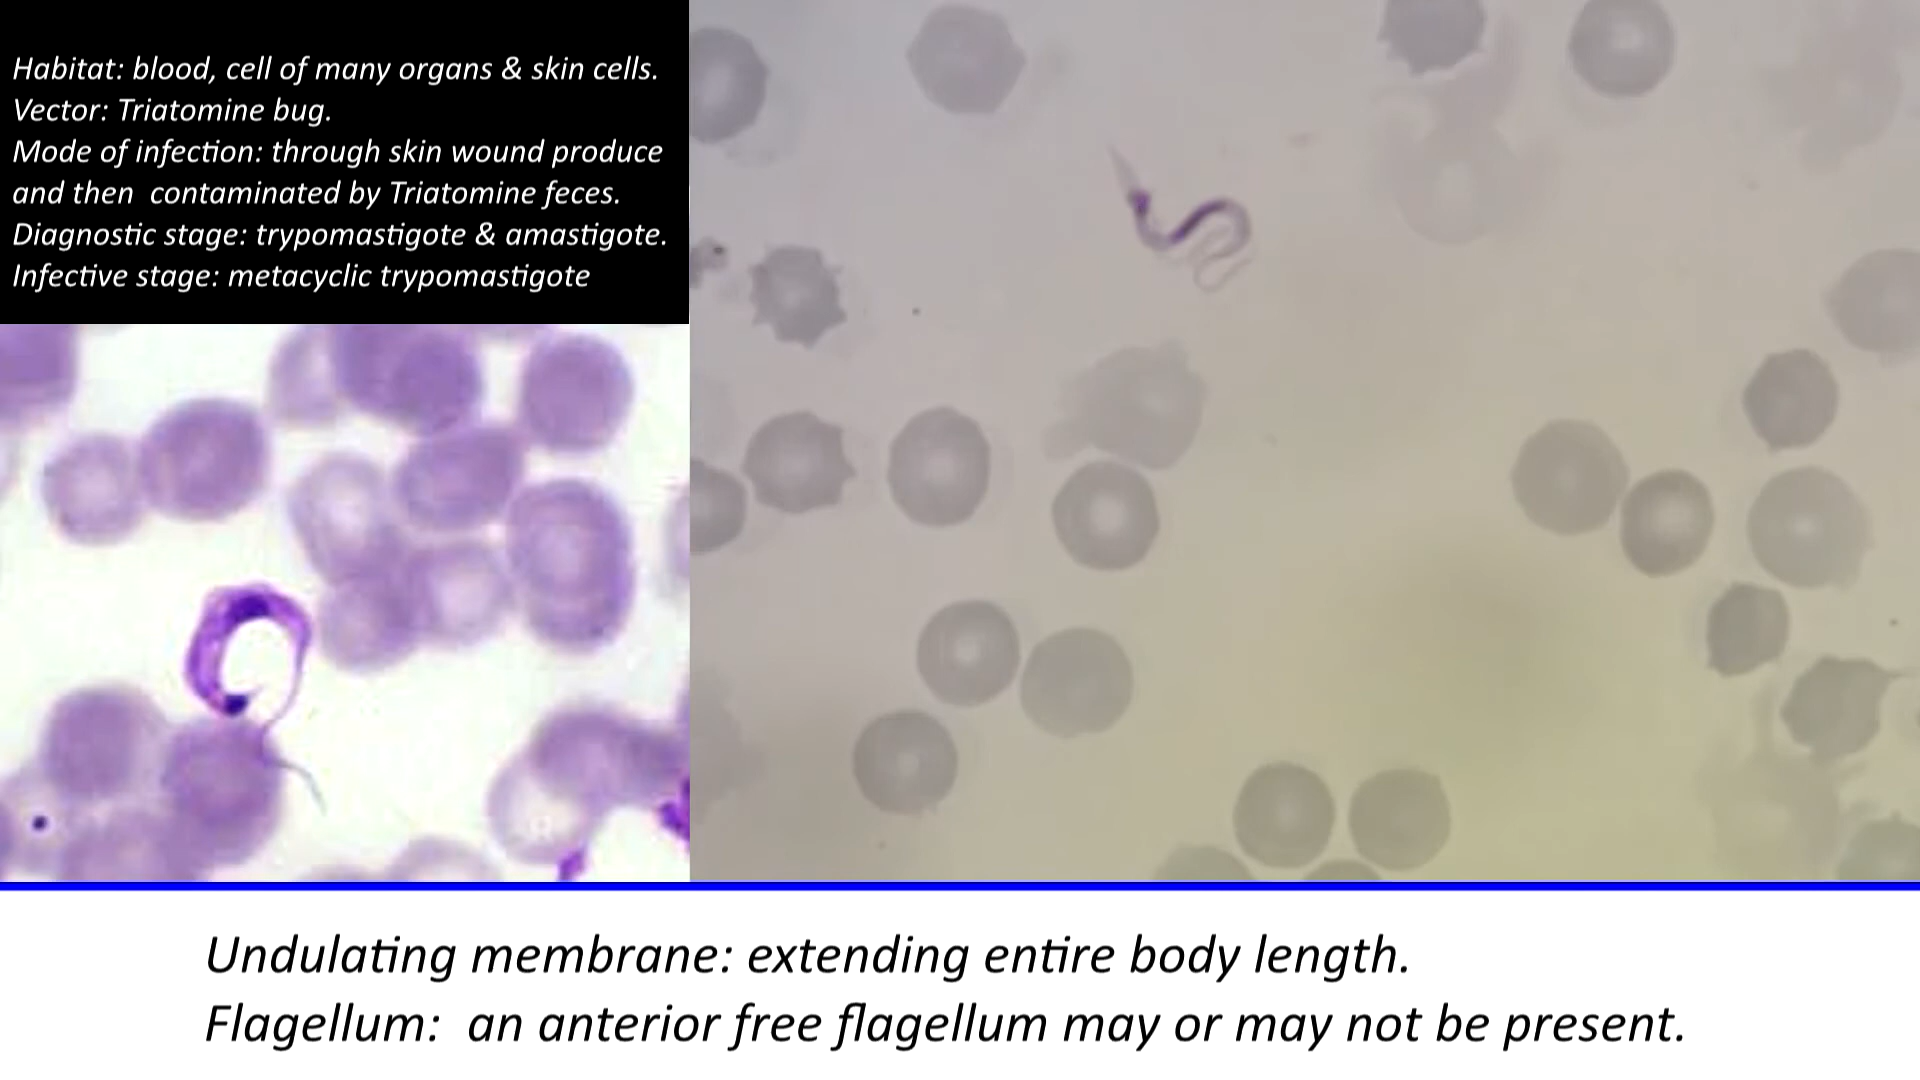 Habitat: blood, cell of many organs & skin cells.
Vector: Triatomine bug.
Mode of infection: through skin wound produce
and then  contaminated by Triatomine feces.
Diagnostic stage: trypomastigote & amastigote.
Infective stage: metacyclic trypomastigote
Undulating membrane: extending entire body length.
Flagellum:  an anterior free flagellum may or may not be present.